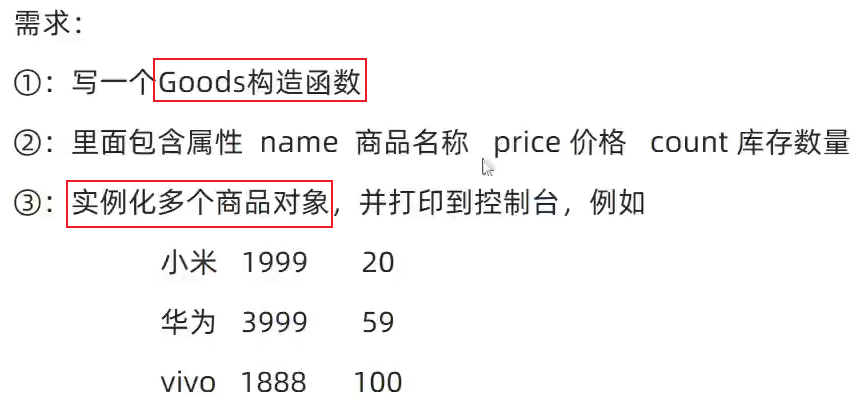 需求：
①：写一个Goods构造函数
②：里面包含属性 name 商品名称 price 价格 count 库存数量
③：实例化多个商品对象，并打印到控制台，例如
小米 1999 20
华为 3999 59
vivo 1888 100